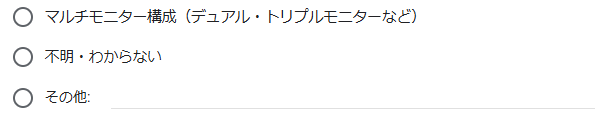 マルチモニター構成（デュアル・トリプルモニターなど）
不明・わからない
その他: